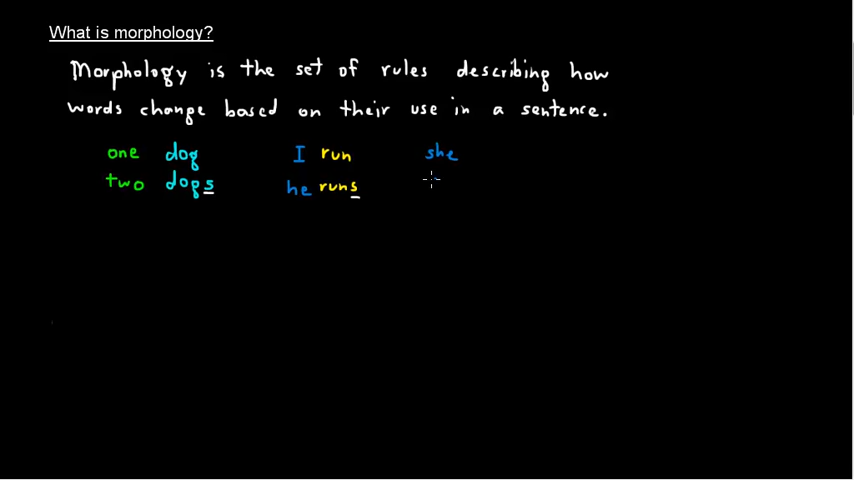 What is morphology?
Morphology is the set of rules describing how
words change based on their use in a sentence.
one dog I run she
two dogs he runs